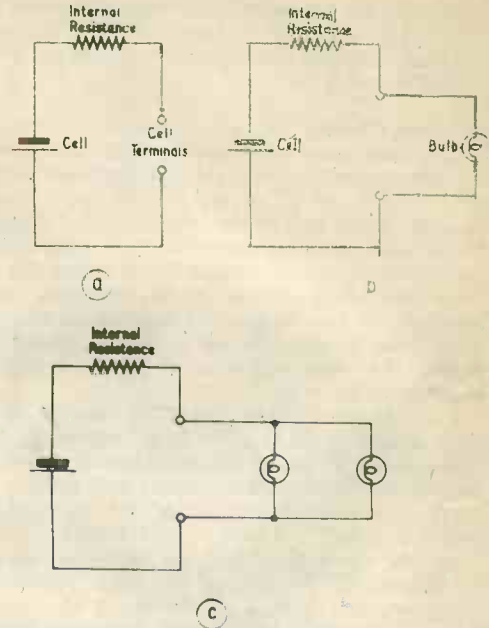 Internal
Resistance
Cell
Cell
Terminals
a
Internal
Resistance
Cell
Bulb
b
Internal
Resistance
c